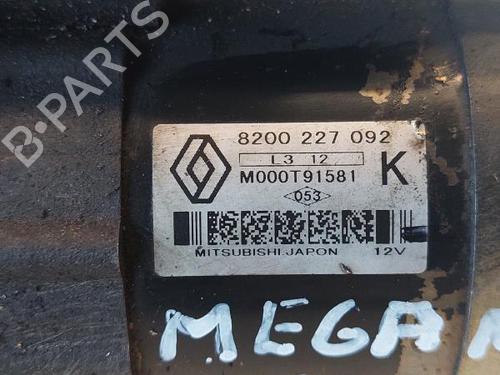 B-Parts
8200 227 092
L3 12
M000T91581 K
053
MITSUBISHI.JAPON 12V
MEGA